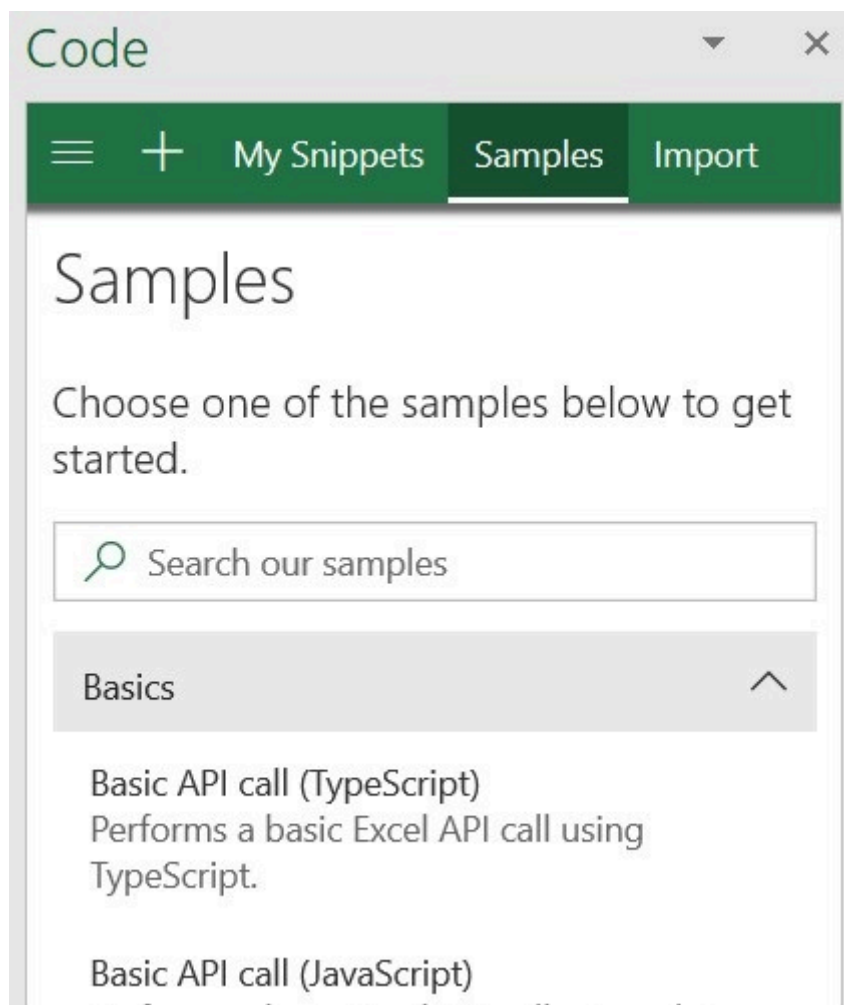 Code
My Snippets Samples Import
Samples
Choose one of the samples below to get
started.
Search our samples
Basics
Basic API call (TypeScript)
Performs a basic Excel API call using
TypeScript.
Basic API call (JavaScript)